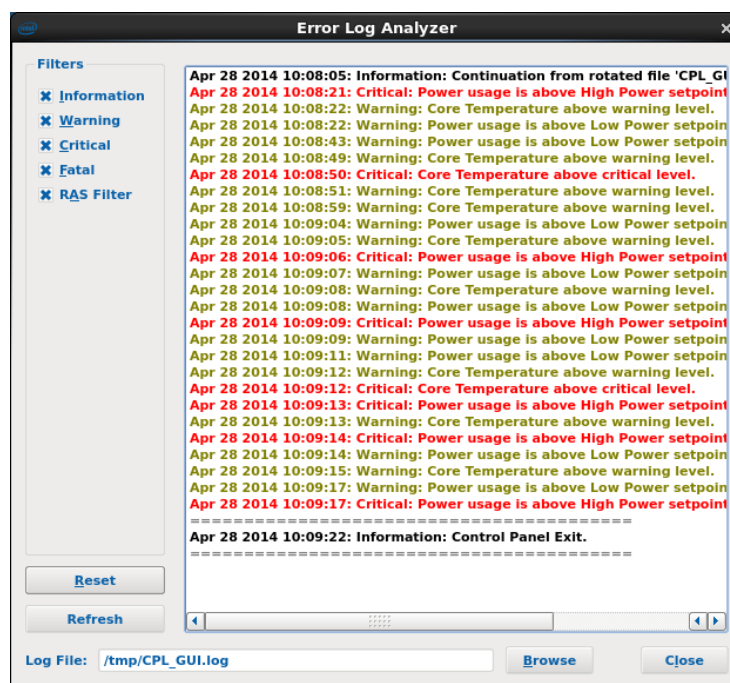 Error Log Analyzer
Filters
Information
Warning
Critical
Fatal
RAS Filter
Apr 28 2014 10:08:05: Information: Continuation from rotated file 'CPL_GU
Apr 28 2014 10:08:21: Critical: Power usage is above High Power setpoint
Apr 28 2014 10:08:22: Warning: Core Temperature above warning level.
Apr 28 2014 10:08:22: Warning: Power usage is above Low Power setpoin
Apr 28 2014 10:08:43: Warning: Power usage is above Low Power setpoin
Apr 28 2014 10:08:49: Warning: Core Temperature above warning level.
Apr 28 2014 10:08:50: Critical: Core Temperature above critical level.
Apr 28 2014 10:08:51: Warning: Core Temperature above warning level.
Apr 28 2014 10:08:59: Warning: Core Temperature above warning level.
Apr 28 2014 10:09:04: Warning: Power usage is above Low Power setpoin
Apr 28 2014 10:09:05: Warning: Core Temperature above warning level.
Apr 28 2014 10:09:06: Critical: Power usage is above High Power setpoint
Apr 28 2014 10:09:07: Warning: Power usage is above Low Power setpoin
Apr 28 2014 10:09:08: Warning: Core Temperature above warning level.
Apr 28 2014 10:09:08: Warning: Power usage is above Low Power setpoin
Apr 28 2014 10:09:09: Critical: Power usage is above High Power setpoint
Apr 28 2014 10:09:09: Warning: Power usage is above Low Power setpoin
Apr 28 2014 10:09:11: Warning: Power usage is above Low Power setpoin
Apr 28 2014 10:09:12: Warning: Core Temperature above warning level.
Apr 28 2014 10:09:12: Critical: Core Temperature above critical level.
Apr 28 2014 10:09:13: Critical: Power usage is above High Power setpoint
Apr 28 2014 10:09:13: Warning: Core Temperature above warning level.
Apr 28 2014 10:09:14: Critical: Power usage is above High Power setpoint
Apr 28 2014 10:09:14: Warning: Power usage is above Low Power setpoin
Apr 28 2014 10:09:15: Warning: Core Temperature above warning level.
Apr 28 2014 10:09:17: Warning: Power usage is above Low Power setpoin
Apr 28 2014 10:09:17: Critical: Power usage is above High Power setpoint
=========================================
Apr 28 2014 10:09:22: Information: Control Panel Exit.
=========================================
Reset
Refresh
Log File: /tmp/CPL_GUI.log
Browse
Close